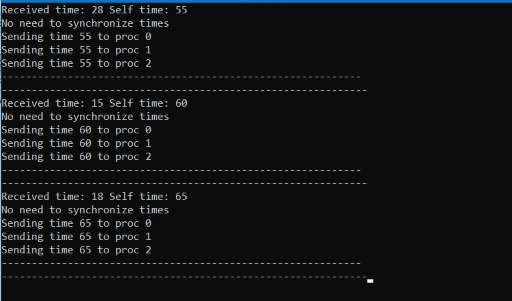 Received time: 28 Self time: 55
No need to synchronize times
Sending time 55 to proc 0
Sending time 55 to proc 1
Sending time 55 to proc 2
-----------------------------------------------------------
------------------------------------------------------------
Received time: 15 Self time: 60
No need to synchronize times
Sending time 60 to proc 0
Sending time 60 to proc 1
Sending time 60 to proc 2
-----------------------------------------------------------
------------------------------------------------------------
Received time: 18 Self time: 65
No need to synchronize times
Sending time 65 to proc 0
Sending time 65 to proc 1
Sending time 65 to proc 2
-----------------------------------------------------------
------------------------------------------------------------